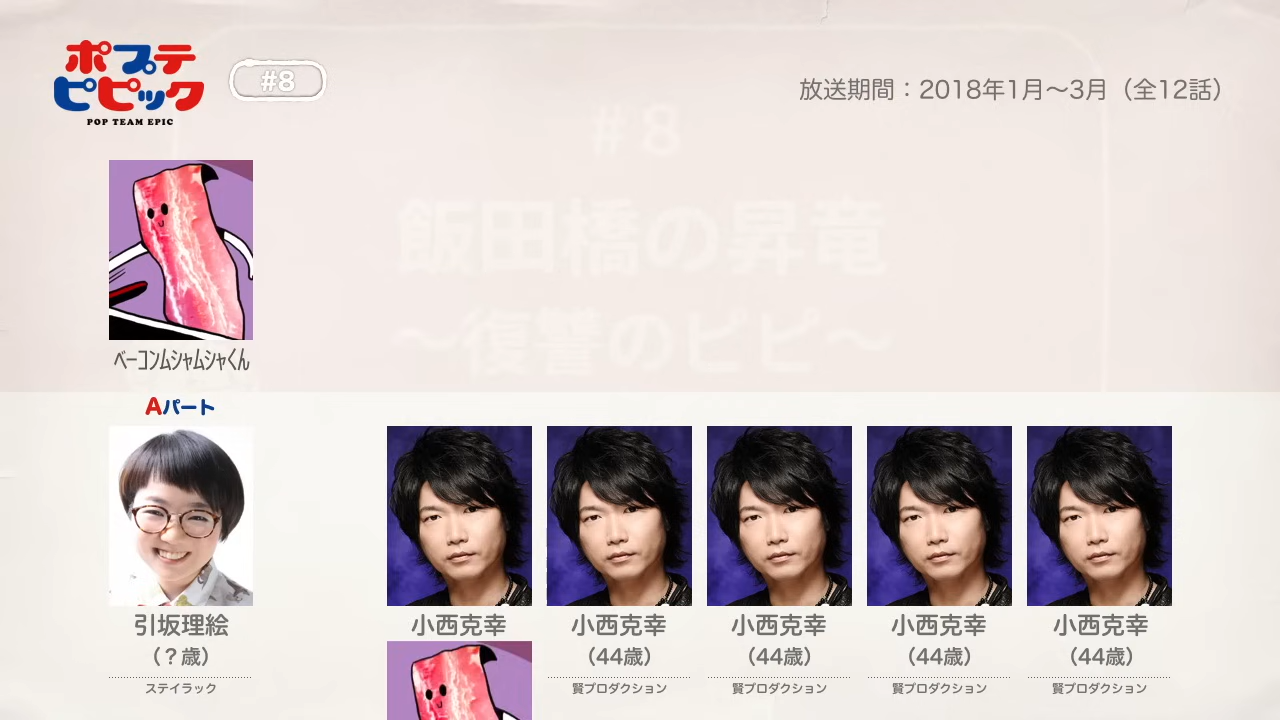 ポプテ
ピピック
POP TEAM EPIC
#8
放送期間：2018年1月〜3月（全12話）
#8
飯田橋の昇竜
〜復讐のピピ〜
ベーコンムシャムシャくん
Aパート
引坂理絵
（？歳）
ステイラック
小西克幸
小西克幸
（44歳）
賢プロダクション
小西克幸
（44歳）
賢プロダクション
小西克幸
（44歳）
賢プロダクション
小西克幸
（44歳）
賢プロダクション